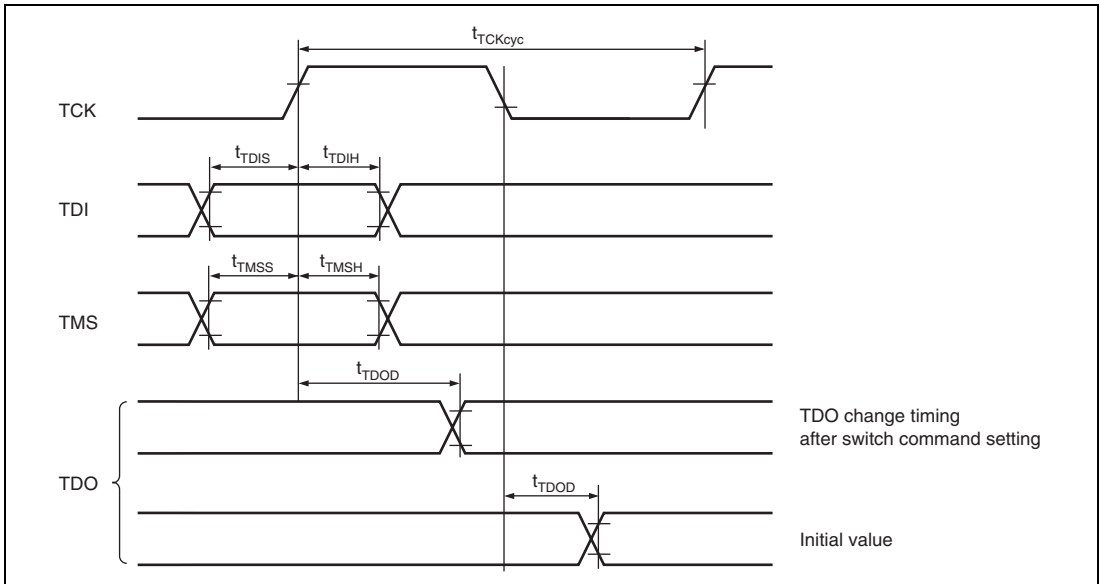 tTCKcyc
TCK
tTDIS
tTDIH
TDI
tTMSS
tTMSH
TMS
tTDOD
TDO change timing
after switch command setting
TDO
tTDOD
Initial value